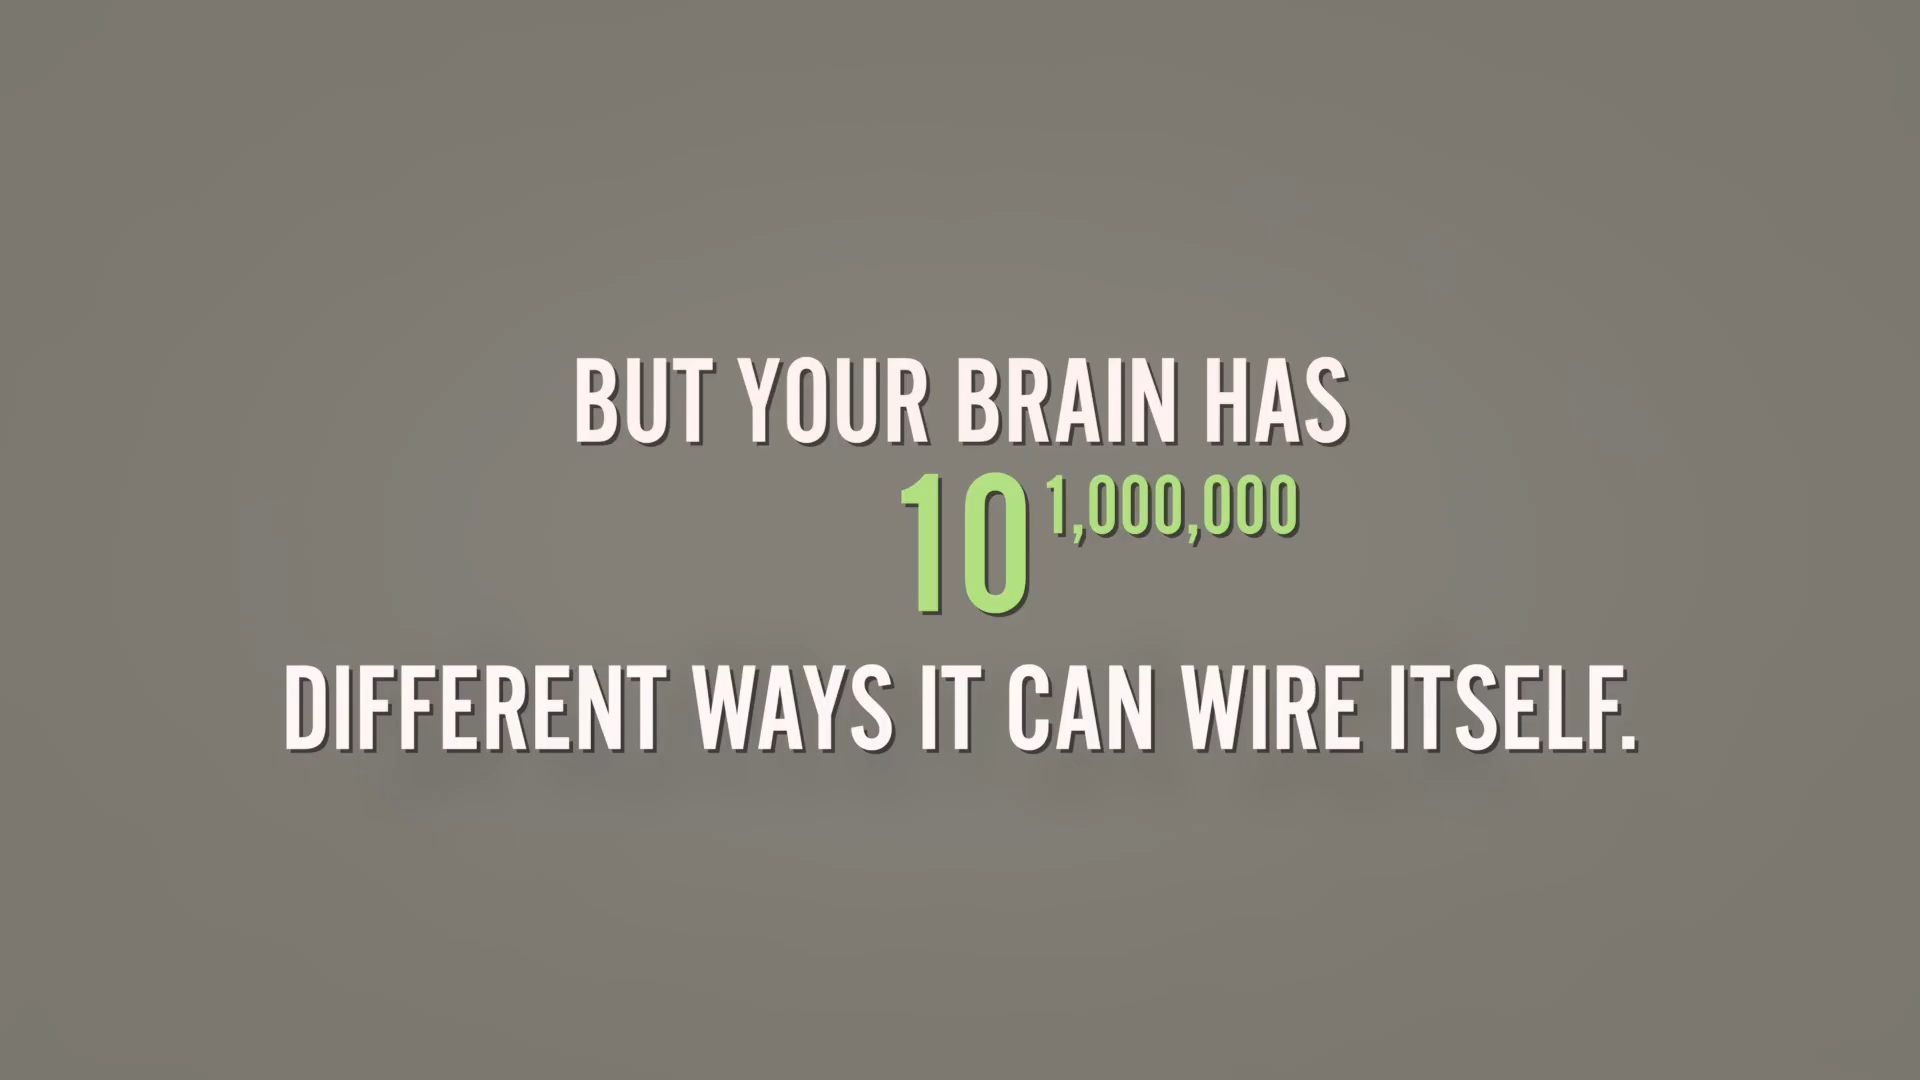 BUT YOUR BRAIN HAS
10^1,000,000
DIFFERENT WAYS IT CAN WIRE ITSELF.